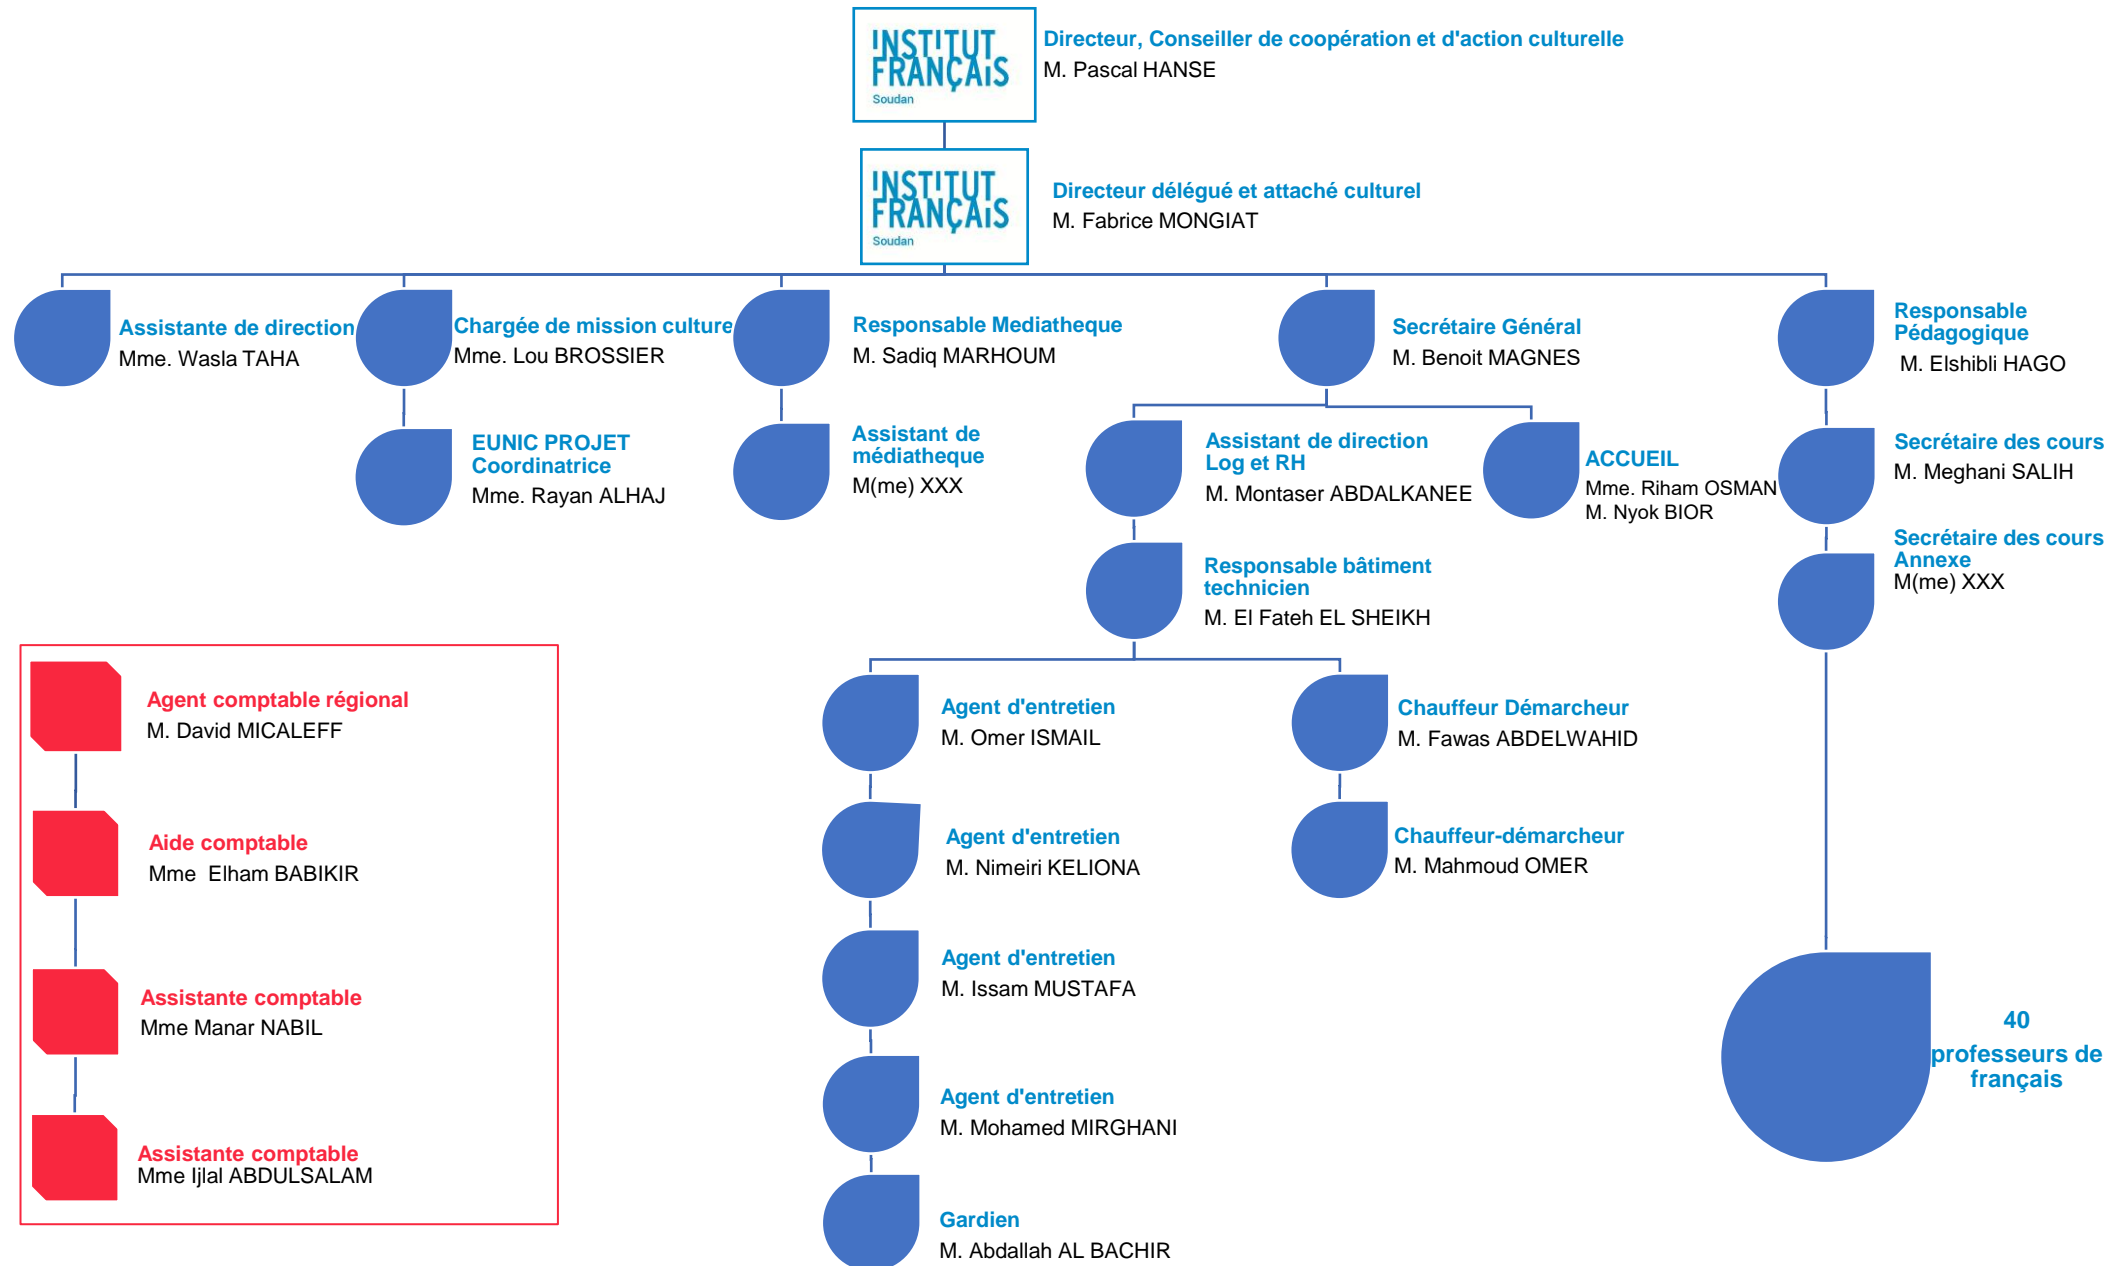 INSTITUT
FRANÇAIS
Soudan
Directeur, Conseiller de coopération et d'action culturelle
M. Pascal HANSE
INSTITUT
FRANÇAIS
Soudan
Directeur délégué et attaché culturel
M. Fabrice MONGIAT
Assistante de direction
Mme. Wasla TAHA
Chargée de mission culture
Mme. Lou BROSSIER
Responsable Mediatheque
M. Sadiq MARHOUM
Secrétaire Général
M. Benoit MAGNES
Responsable
Pédagogique
M. Elshibli HAGO
EUNIC PROJET
Coordinatrice
Mme. Rayan ALHAJ
Assistant de
médiatheque
M(me) XXX
Assistant de direction
Log et RH
M. Montaser ABDALKANEE
ACCUEIL
Mme. Riham OSMAN
M. Nyok BIOR
Secrétaire des cours
M. Meghani SALIH
Responsable bâtiment
technicien
M. El Fateh EL SHEIKH
Secrétaire des cours
Annexe
M(me) XXX
Agent comptable régional
M. David MICALEFF
Aide comptable
Mme  Elham BABIKIR
Assistante comptable
Mme Manar NABIL
Assistante comptable
Mme Ijlal ABDULSALAM
Agent d'entretien
M. Omer ISMAIL
Agent d'entretien
M. Nimeiri KELIONA
Agent d'entretien
M. Issam MUSTAFA
Agent d'entretien
M. Mohamed MIRGHANI
Gardien
M. Abdallah AL BACHIR
Chauffeur Démarcheur
M. Fawas ABDELWAHID
Chauffeur-démarcheur
M. Mahmoud OMER
40
professeurs de
français